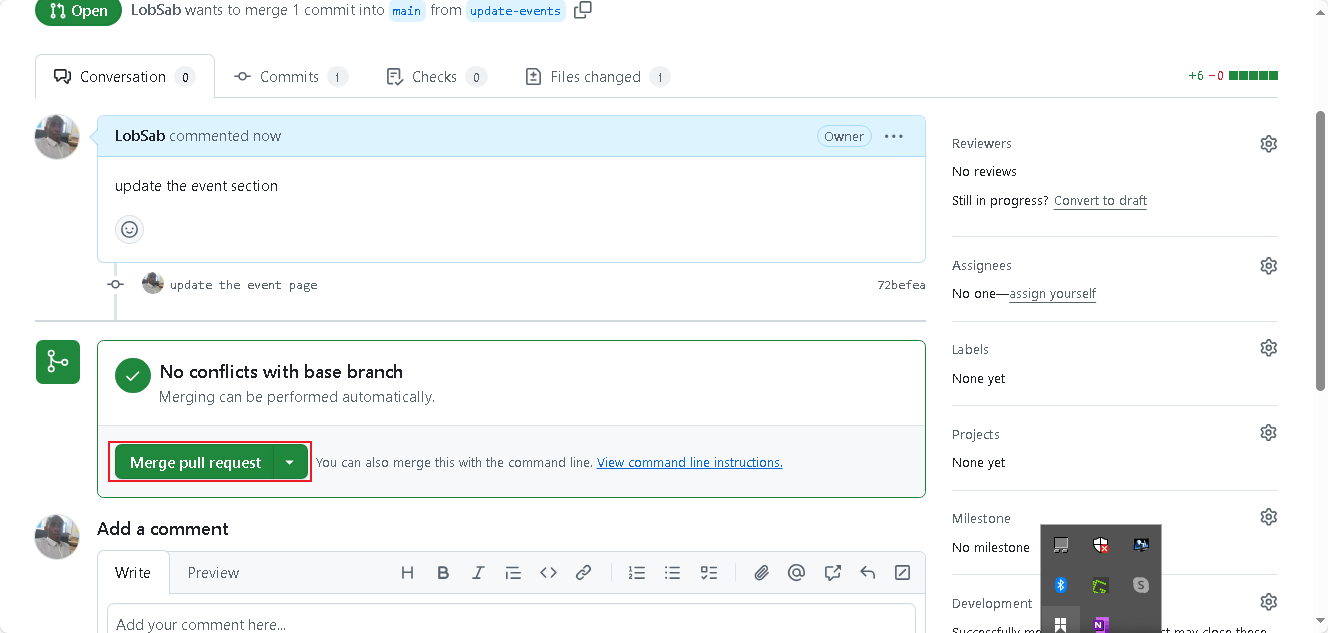 Open LobSab wants to merge 1 commit into main from update-events
Conversation 0 Commits 1 Checks 0 Files changed 1 +6 −0
LobSab commented now Owner
update the event section
update the event page 72befea
No conflicts with base branch
Merging can be performed automatically.
Merge pull request You can also merge this with the command line. View command line instructions.
Add a comment
Write Preview
Add your comment here...
Reviewers
No reviews
Still in progress? Convert to draft
Assignees
No one—assign yourself
Labels
None yet
Projects
None yet
Milestone
No milestone
Development
may close these